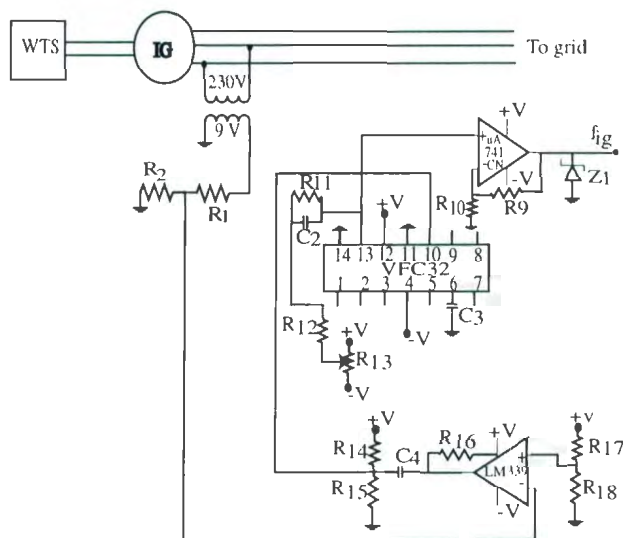 WTS
IG
To grid
230V
9 V
R2
R1
+V
+uA
741
-CN
-V
fig
Z1
R10
R9
R11
C2
+V
14 13 12 11 10 9 8
VFC32
1 2 3 4 5 6 7
R12
+V
R13
-V
-V
C3
+V
R14
C4
R16
+V
R15
LM339
+
-
-V
+v
R17
R18